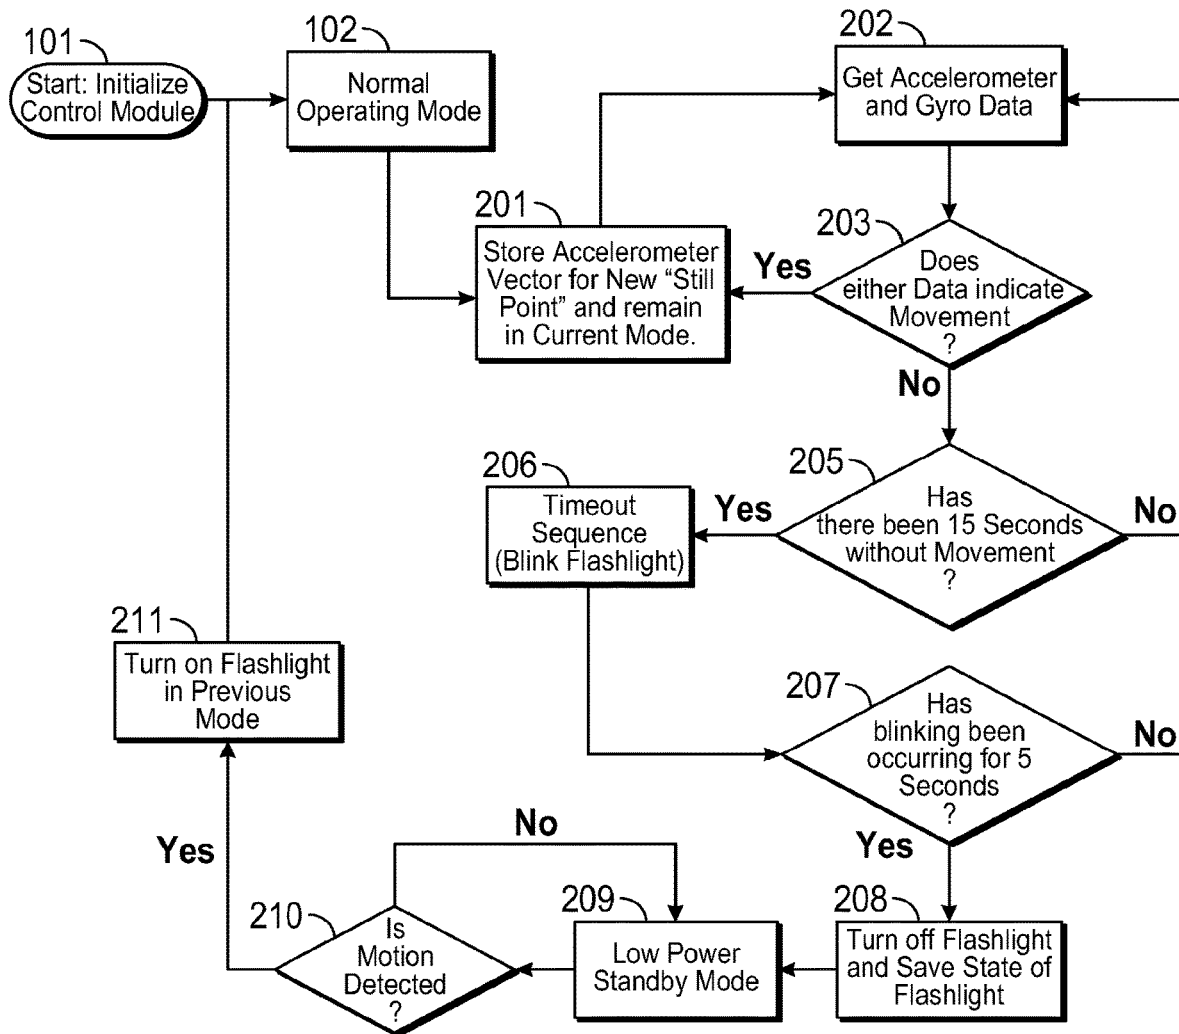 101
Start: Initialize
Control Module
102
Normal
Operating Mode
202
Get Accelerometer
and Gyro Data
201
Store Accelerometer
Vector for New “Still
Point” and remain
in Current Mode.
203
Does
either Data indicate
Movement
?
Yes
No
205
Has
there been 15 Seconds
without Movement
?
Yes
No
206
Timeout
Sequence
(Blink Flashlight)
207
Has
blinking been
occurring for 5
Seconds
?
No
Yes
208
Turn off Flashlight
and Save State of
Flashlight
209
Low Power
Standby Mode
210
Is
Motion
Detected
?
No
Yes
211
Turn on Flashlight
in Previous
Mode